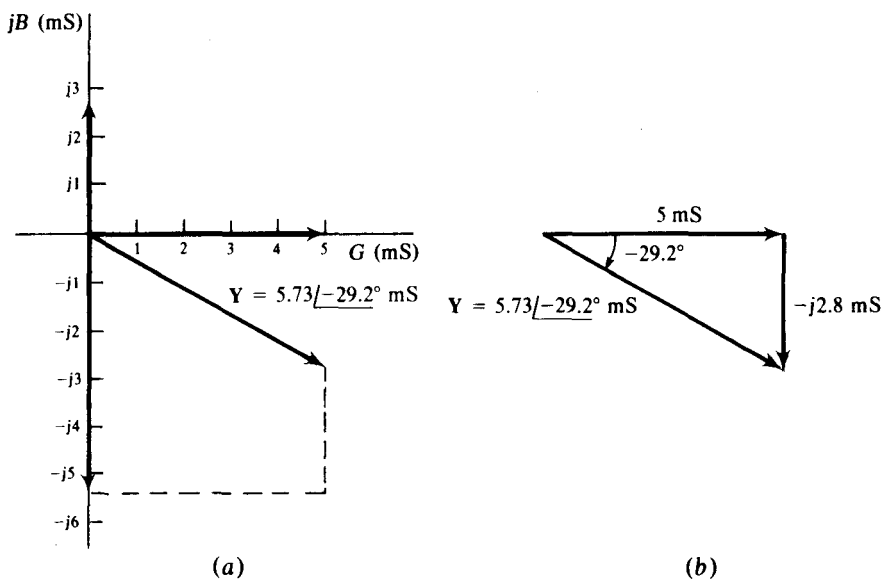 jB (mS)
j3
j2
j1
1 2 3 4 5
G (mS)
-j1
Y = 5.73/-29.2° mS
-j2
-j3
-j4
-j5
-j6
(a)
5 mS
-29.2°
Y = 5.73/-29.2° mS
-j2.8 mS
(b)